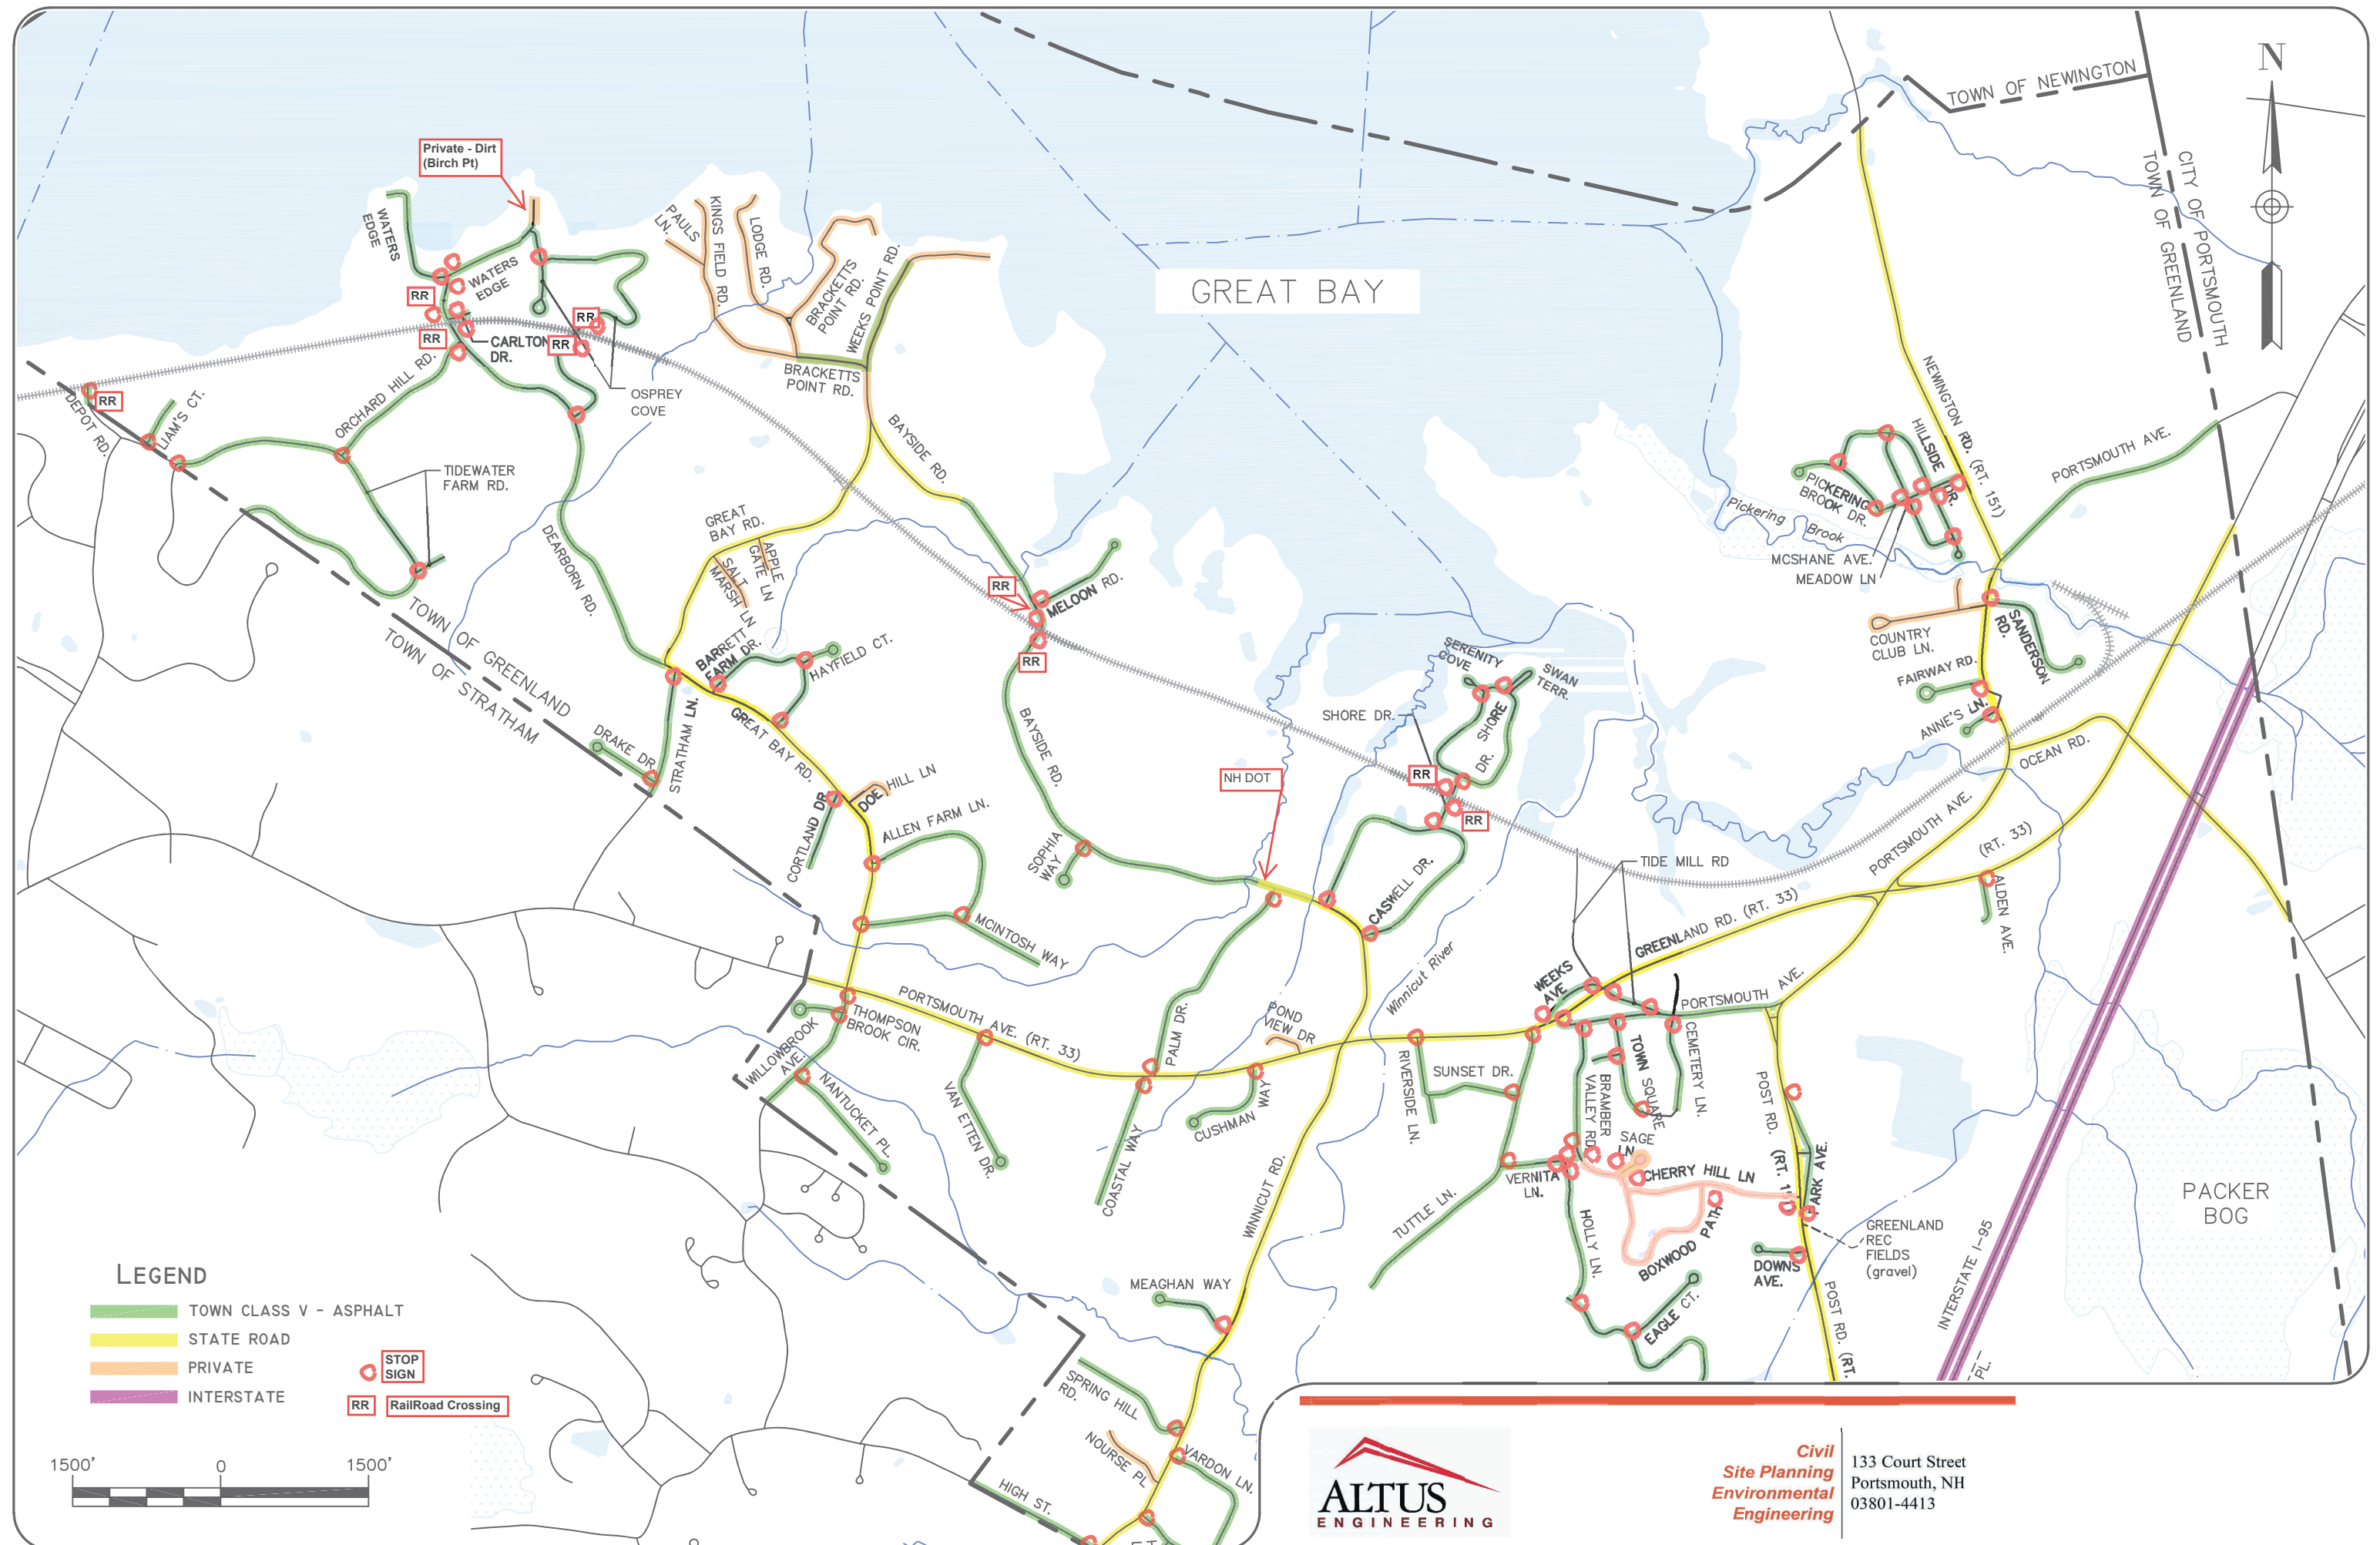 N
TOWN OF NEWINGTON
CITY OF PORTSMOUTH
TOWN OF GREENLAND
Private - Dirt
(Birch Pt)
WATERS
EDGE
WATERS
EDGE
RR
RR
RR
RR
CARLTON
DR.
OSPREY
COVE
PAULS
LN.
KINGS FIELD RD.
LODGE RD.
BRACKETTS
POINT RD.
WEEKS POINT RD.
BRACKETTS
POINT RD.
GREAT BAY
RR
DEPOT RD.
LIAM'S CT.
ORCHARD HILL RD.
TIDEWATER
FARM RD.
BAYSIDE RD.
DEARBORN RD.
GREAT
BAY RD.
APPLE
GATE LN
SALT
MARSH LN
NEWINGTON RD. (RT. 151)
HILLSIDE
DR.
PORTSMOUTH AVE.
PICKERING
BROOK DR.
Pickering
Brook
MCSHANE AVE.
MEADOW LN
RR
MELOON RD.
RR
TOWN OF GREENLAND
TOWN OF STRATHAM
BARRETT
FARM DR.
HAYFIELD CT.
COUNTRY
CLUB LN.
SANDERSON
RD.
FAIRWAY RD.
ANNE'S LN.
OCEAN RD.
SERENITY
COVE
SWAN
TERR.
SHORE DR.
SHORE
DR.
RR
RR
BAYSIDE RD.
NH DOT
DRAKE DR.
STRATHAM LN.
GREAT BAY RD.
DOE HILL LN
CORTLAND DR.
ALLEN FARM LN.
SOPHIA
WAY
CASWELL DR.
TIDE MILL RD
PORTSMOUTH AVE.
(RT. 33)
ALDEN AVE.
MCINTOSH WAY
GREENLAND RD. (RT. 33)
WEEKS
AVE
Winnicut River
PORTSMOUTH AVE.
PORTSMOUTH AVE. (RT. 33)
THOMPSON
BROOK CIR.
WILLOWBROOK
AVE.
NANTUCKET PL.
VAN ETTEN DR.
PALM DR.
POND
VIEW DR
CUSHMAN WAY
COASTAL WAY
RIVERSIDE LN.
SUNSET DR.
TOWN SQUARE
CEMETERY LN.
BRAMBER
VALLEY RD.
SAGE
LN.
CHERRY HILL LN
POST RD. (RT. 151)
PARK AVE.
VERNITA
LN.
TUTTLE LN.
HOLLY LN.
BOXWOOD PATH
EAGLE CT.
DOWNS
AVE.
GREENLAND
REC
FIELDS
(gravel)
POST RD. (RT.
INTERSTATE I-95
PL.
PACKER
BOG
WINNICUT RD.
MEAGHAN WAY
SPRING HILL
RD.
NOURSE PL
VARDON LN.
HIGH ST.
LEGEND
TOWN CLASS V - ASPHALT
STATE ROAD
PRIVATE
INTERSTATE
STOP
SIGN
RR
RailRoad Crossing
1500'
0
1500'
ALTUS
ENGINEERING
Civil
Site Planning
Environmental
Engineering
133 Court Street
Portsmouth, NH
03801-4413